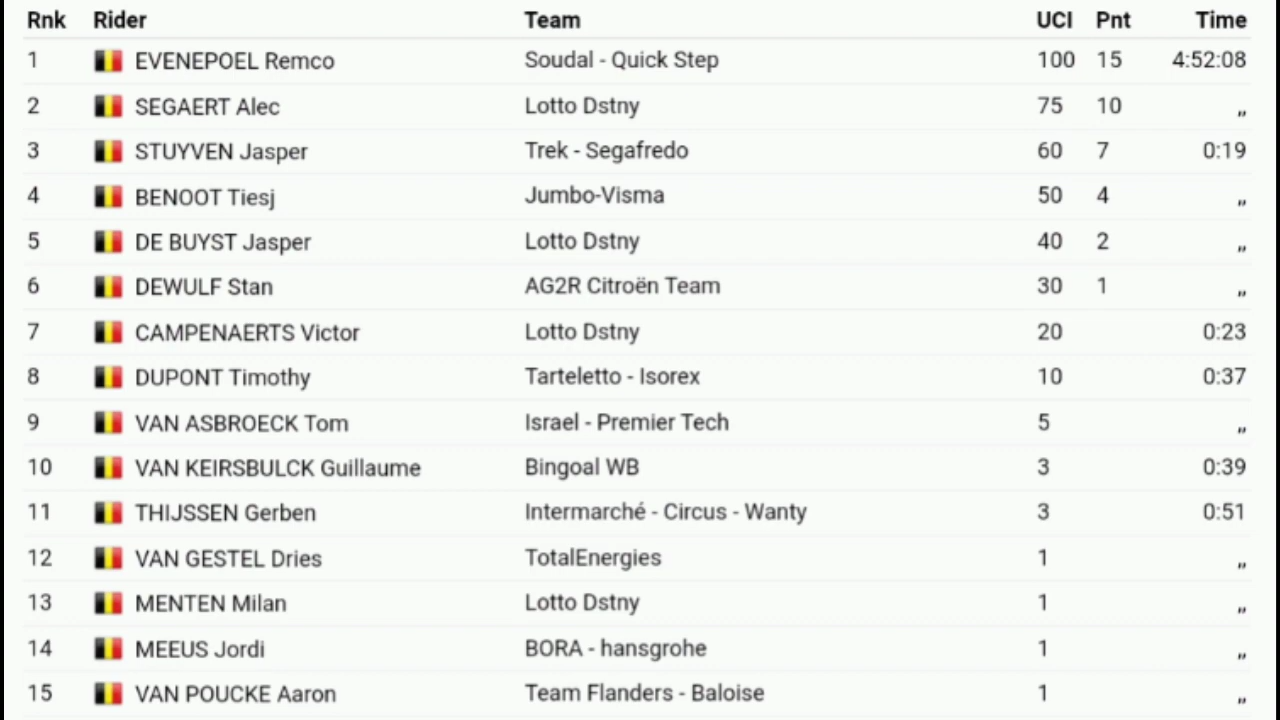 Rnk Rider Team UCI Pnt Time
1 EVENEPOEL Remco Soudal - Quick Step 100 15 4:52:08
2 SEGAERT Alec Lotto Dstny 75 10 ,,
3 STUYVEN Jasper Trek - Segafredo 60 7 0:19
4 BENOOT Tiesj Jumbo-Visma 50 4 ,,
5 DE BUYST Jasper Lotto Dstny 40 2 ,,
6 DEWULF Stan AG2R Citroën Team 30 1 ,,
7 CAMPENAERTS Victor Lotto Dstny 20 0:23
8 DUPONT Timothy Tarteletto - Isorex 10 0:37
9 VAN ASBROECK Tom Israel - Premier Tech 5 ,,
10 VAN KEIRSBULCK Guillaume Bingoal WB 3 0:39
11 THIJSSEN Gerben Intermarché - Circus - Wanty 3 0:51
12 VAN GESTEL Dries TotalEnergies 1 ,,
13 MENTEN Milan Lotto Dstny 1 ,,
14 MEEUS Jordi BORA - hansgrohe 1 ,,
15 VAN POUCKE Aaron Team Flanders - Baloise 1 ,,